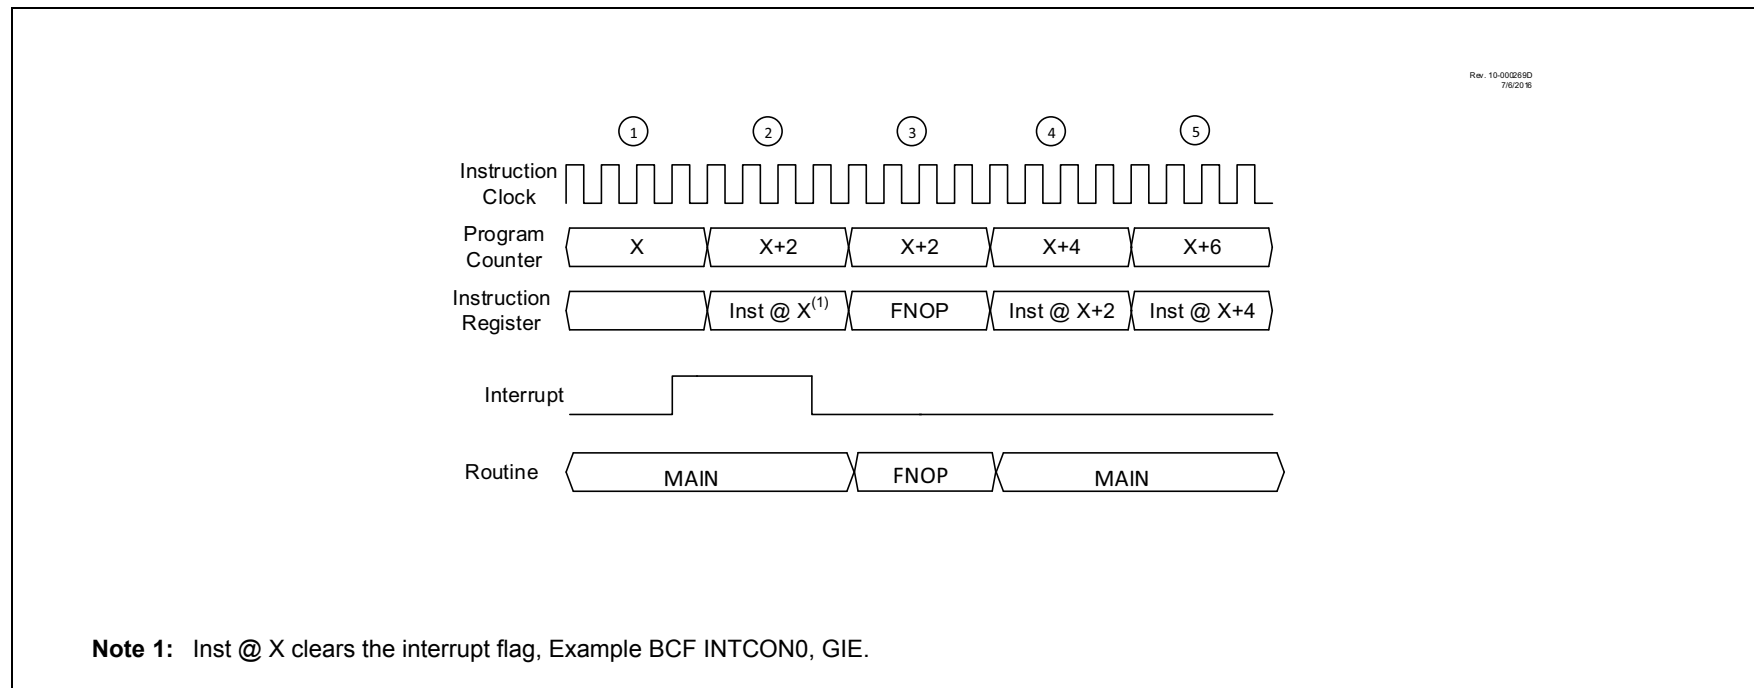 Rev. 10-000269D
7/6/2016
1 2 3 4 5
Instruction
Clock
Program
Counter
X X+2 X+2 X+4 X+6
Instruction
Register
Inst @ X(1) FNOP Inst @ X+2 Inst @ X+4
Interrupt
Routine MAIN FNOP MAIN
Note 1: Inst @ X clears the interrupt flag, Example BCF INTCON0, GIE.